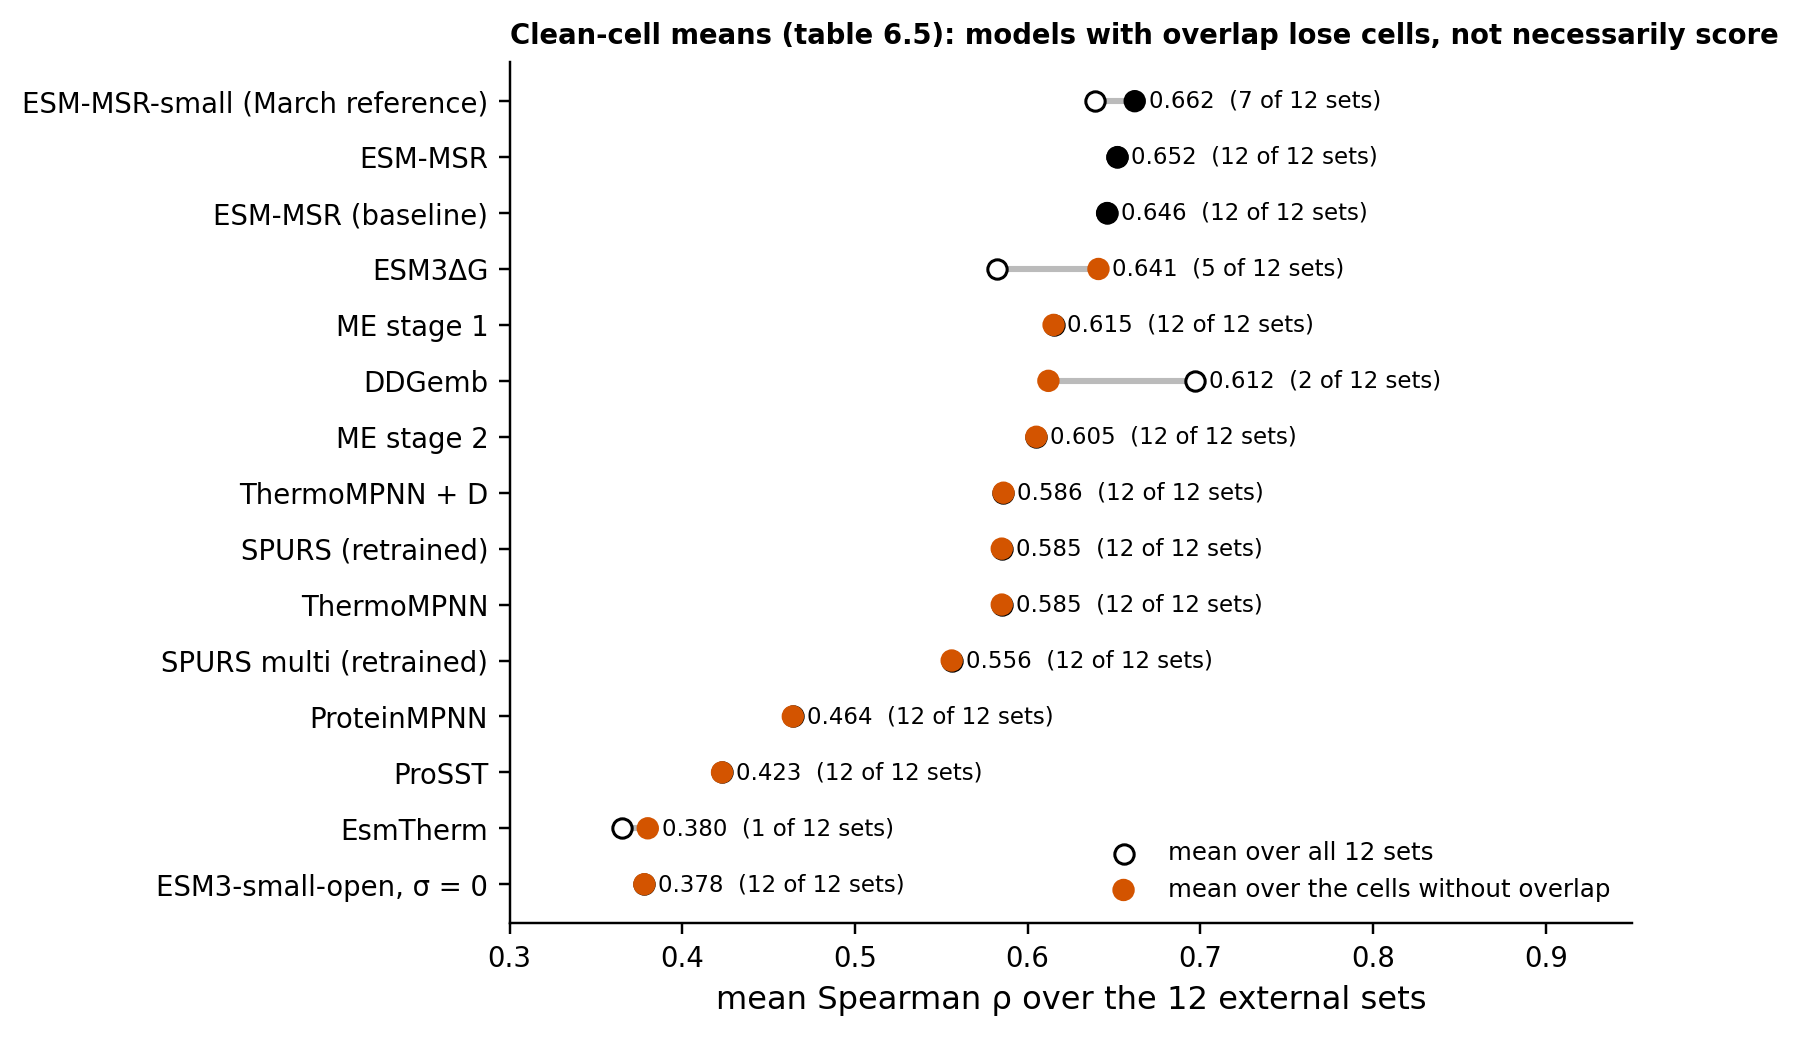 Clean-cell means (table 6.5): models with overlap lose cells, not necessarily score
ESM-MSR-small (March reference) 0.662 (7 of 12 sets)
ESM-MSR 0.652 (12 of 12 sets)
ESM-MSR (baseline) 0.646 (12 of 12 sets)
ESM3ΔG 0.641 (5 of 12 sets)
ME stage 1 0.615 (12 of 12 sets)
DDGemb 0.612 (2 of 12 sets)
ME stage 2 0.605 (12 of 12 sets)
ThermoMPNN + D 0.586 (12 of 12 sets)
SPURS (retrained) 0.585 (12 of 12 sets)
ThermoMPNN 0.585 (12 of 12 sets)
SPURS multi (retrained) 0.556 (12 of 12 sets)
ProteinMPNN 0.464 (12 of 12 sets)
ProSST 0.423 (12 of 12 sets)
EsmTherm 0.380 (1 of 12 sets)
ESM3-small-open, σ = 0 0.378 (12 of 12 sets)
mean over all 12 sets
mean over the cells without overlap
0.3 0.4 0.5 0.6 0.7 0.8 0.9
mean Spearman ρ over the 12 external sets